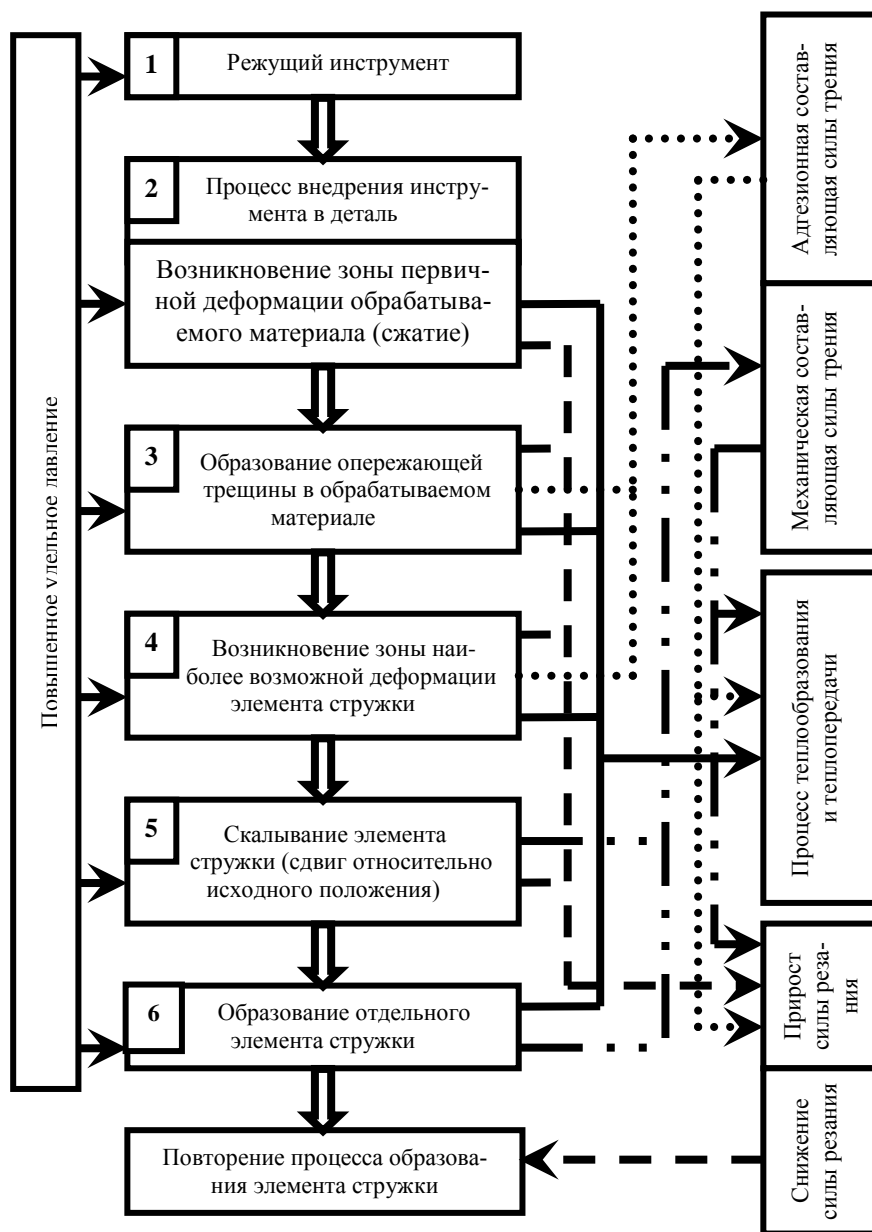 Повышенное удельное давление
1
Режущий инструмент
2
Процесс внедрения инстру-
мента в деталь
Возникновение зоны первич-
ной деформации обрабатыва-
емого материала (сжатие)
3
Образование опережающей
трещины в обрабатываемом
материале
4
Возникновение зоны наи-
более возможной деформации
элемента стружки
5
Скалывание элемента
стружки (сдвиг относительно
исходного положения)
6
Образование отдельного
элемента стружки
Повторение процесса образова-
ния элемента стружки
Адгезионная состав-
ляющая силы трения
Механическая состав-
ляющая силы трения
Процесс теплообразования
и теплопередачи
Прирост
силы реза-
ния
Снижение
силы резания